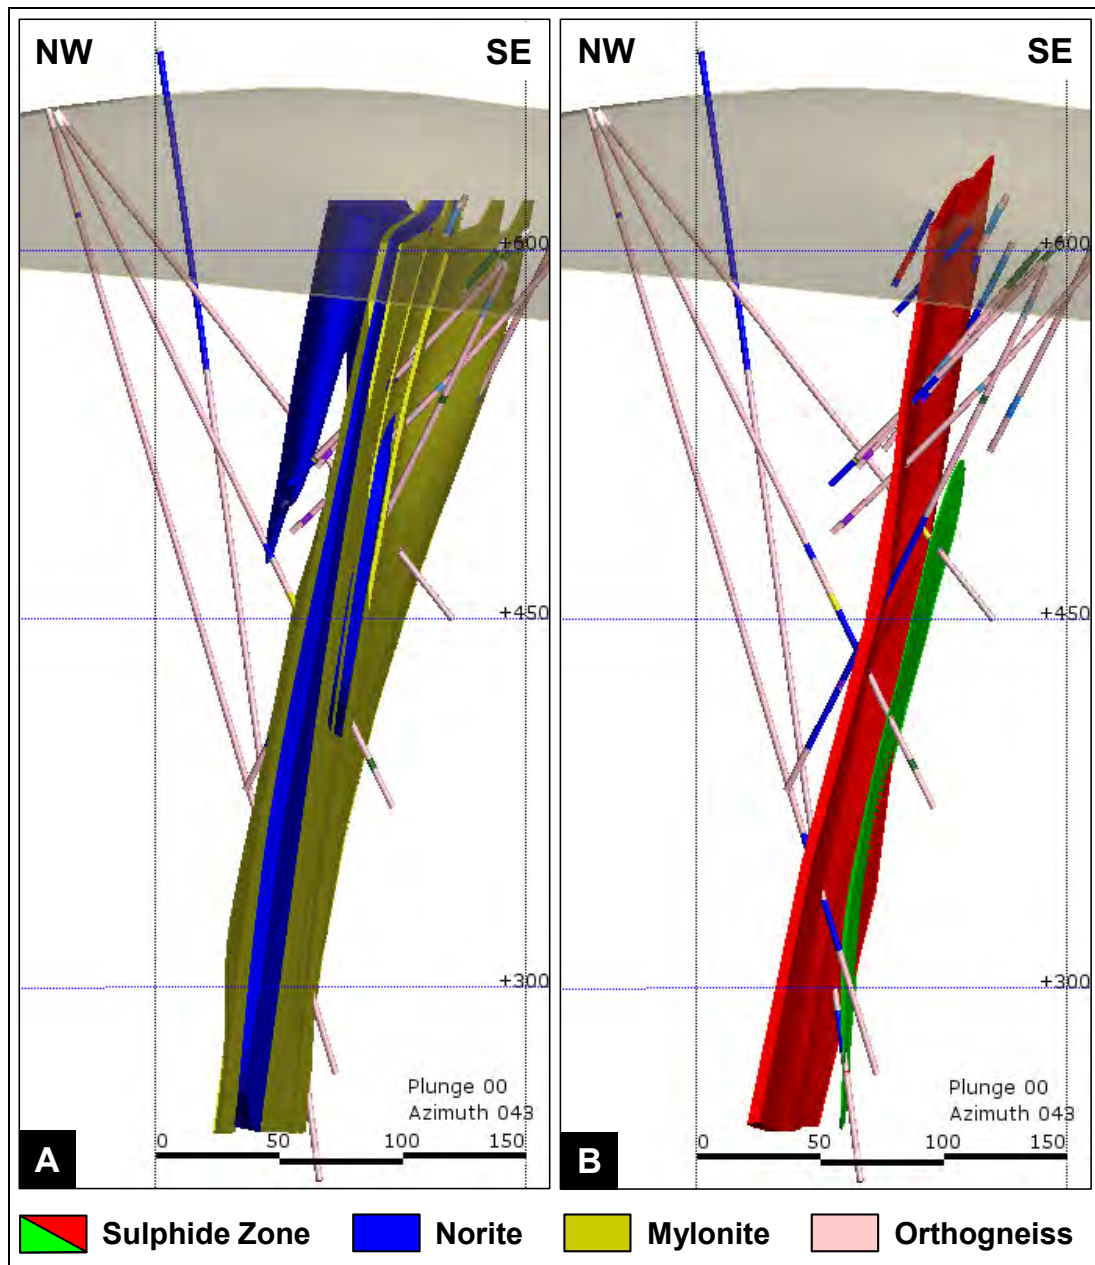 NW SE
+600
+450
+300
Plunge 00
Azimuth 043
0 50 100 150
A
NW SE
+600
+450
+300
Plunge 00
Azimuth 043
0 50 100 150
B
Sulphide Zone Norite Mylonite Orthogneiss